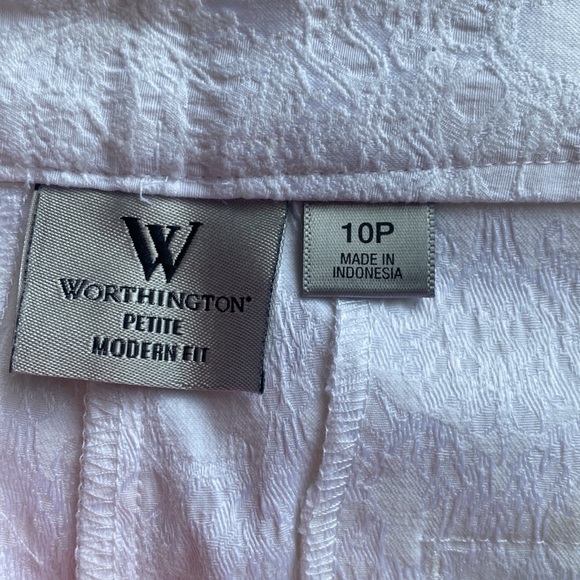 W
WORTHINGTON®
PETITE
MODERN FIT
10P
MADE IN
INDONESIA